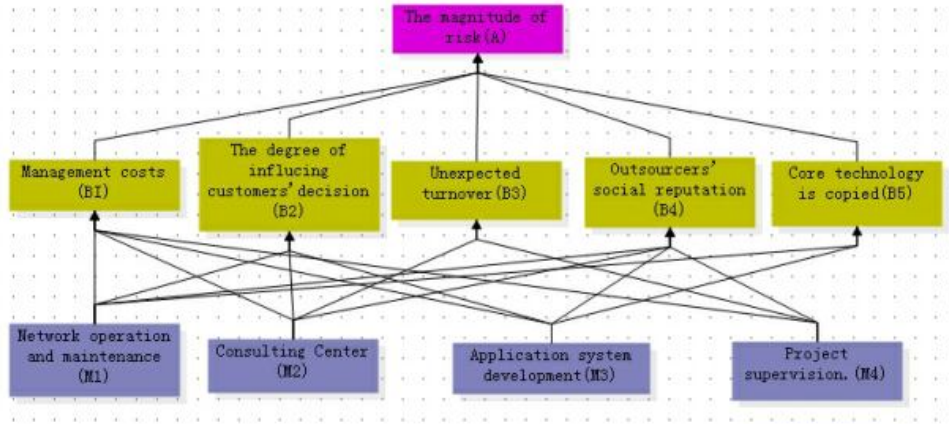 The magnitude of
risk(A)
Management costs
(BI)
The degree of
influcing
customers'decision
(B2)
Unexpected
turnover(B3)
Outsourcers'
social reputation
(B4)
Core technology
is copied(B5)
Network operation
and maintenance
(M1)
Consulting Center
(M2)
Application system
development(M3)
Project
supervision.(M4)